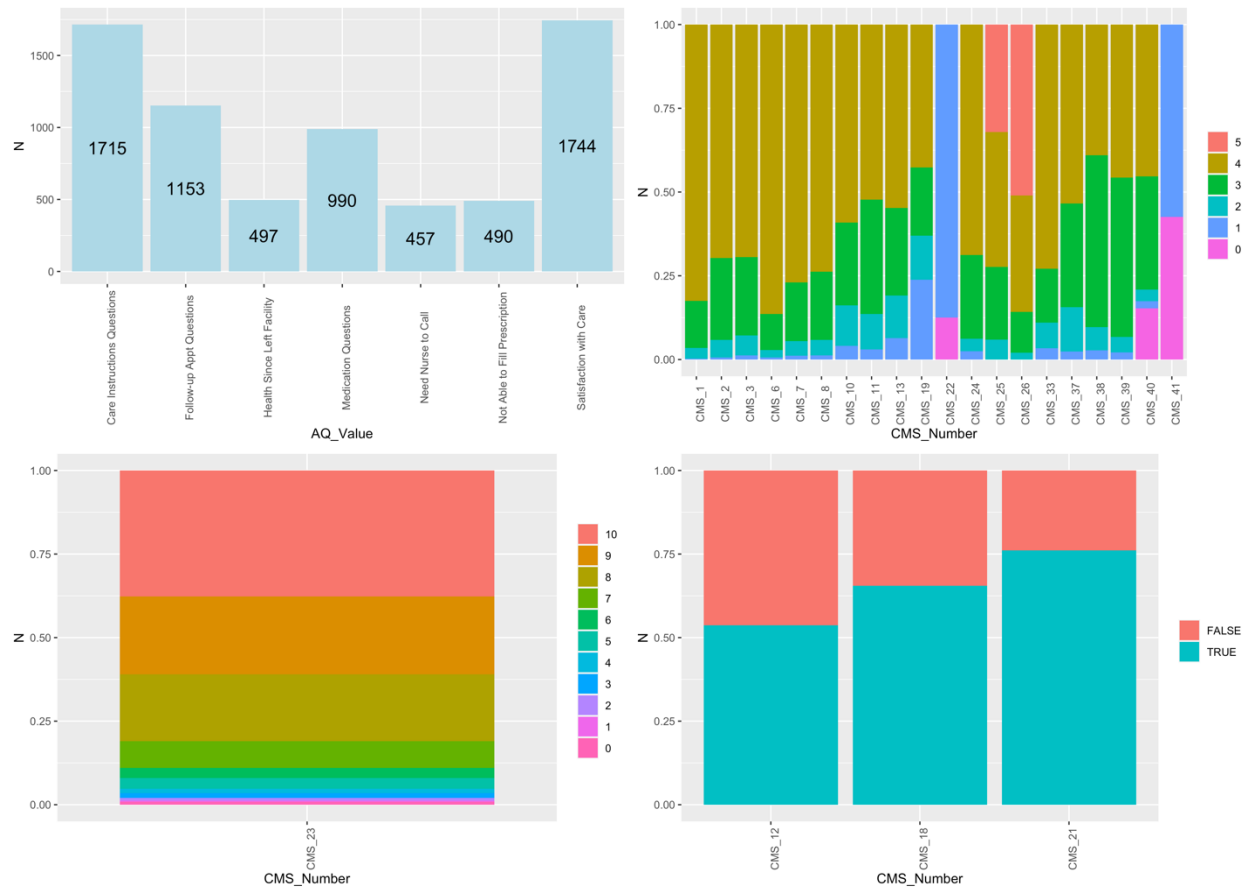 N
1500
1000
500
0
1715
1153
497
990
457
490
1744
Care Instructions Questions
Follow-up Appt Questions
Health Since Left Facility
Medication Questions
Need Nurse to Call
Not Able to Fill Prescription
Satisfaction with Care
AQ_Value
N
1.00
0.75
0.50
0.25
0.00
CMS_1
CMS_2
CMS_3
CMS_6
CMS_7
CMS_8
CMS_10
CMS_11
CMS_13
CMS_19
CMS_22
CMS_24
CMS_25
CMS_26
CMS_33
CMS_37
CMS_38
CMS_39
CMS_40
CMS_41
CMS_Number
5
4
3
2
1
0
N
1.00
0.75
0.50
0.25
0.00
CMS_23
CMS_Number
10
9
8
7
6
5
4
3
2
1
0
N
1.00
0.75
0.50
0.25
0.00
CMS_12
CMS_18
CMS_21
CMS_Number
FALSE
TRUE